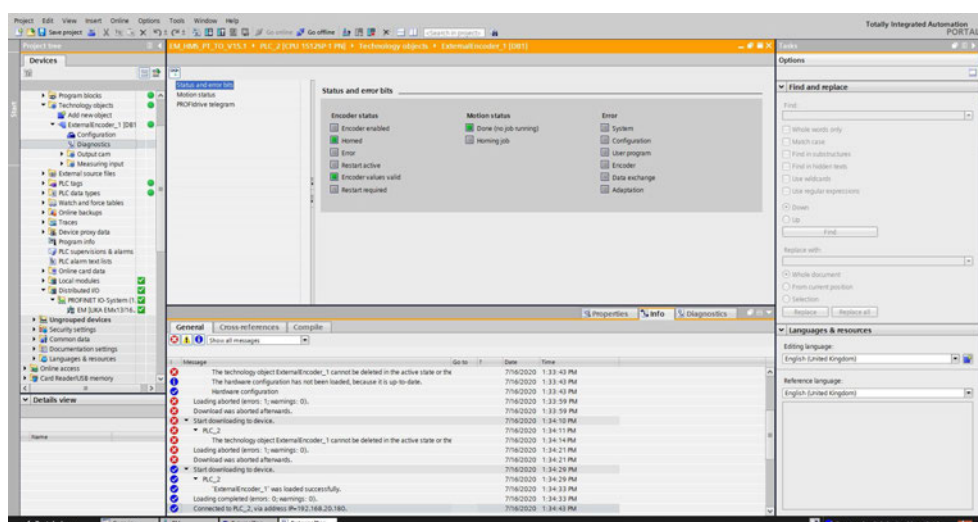 Project Edit View Insert Online Options Tools Window Help
Totally Integrated Automation
PORTAL
Save project
Go online
Go offline
<Search in project>
Project tree
EM_HMS_PT_TO_V15.1 ▸ PLC_2 [CPU 1512SP-1 PN] ▸ Technology objects ▸ ExternalEncoder_1 [DB1]
Tasks
Devices
Options
Start
Program blocks
Technology objects
Add new object
ExternalEncoder_1 [DB1
Configuration
Diagnostics
Output cam
Measuring input
External source files
PLC tags
PLC data types
Watch and force tables
Online backups
Traces
Device proxy data
Program info
PLC supervisions & alarms
PLC alarm text lists
Online card data
Local modules
Distributed I/O
PROFINET IO-System (1.
Ungrouped devices
Security settings
Common data
Documentation settings
Languages & resources
Online access
Card Reader/USB memory
Details view
Name
Status and error bits
Motion status
PROFIdrive telegram
Status and error bits
Encoder status
Motion status
Error
Encoder enabled
Done (no job running)
System
Homed
Homing job
Configuration
Error
User program
Restart active
Encoder
Encoder values valid
Data exchange
Restart required
Adaptation
Properties
Info
Diagnostics
General
Cross-references
Compile
Show all messages
! Message Go to ? Date Time
The technology object ExternalEncoder_1 cannot be deleted in the active state or the 7/16/2020 1:33:43 PM
The hardware configuration has not been loaded, because it is up-to-date. 7/16/2020 1:33:43 PM
Hardware configuration 7/16/2020 1:33:43 PM
Loading aborted (errors: 1; warnings: 0). 7/16/2020 1:33:59 PM
Download was aborted afterwards. 7/16/2020 1:33:59 PM
Start downloading to device. 7/16/2020 1:34:10 PM
PLC_2 7/16/2020 1:34:11 PM
The technology object ExternalEncoder_1 cannot be deleted in the active state or the 7/16/2020 1:34:14 PM
Loading aborted (errors: 1; warnings: 0). 7/16/2020 1:34:21 PM
Download was aborted afterwards. 7/16/2020 1:34:21 PM
Start downloading to device. 7/16/2020 1:34:29 PM
PLC_2 7/16/2020 1:34:29 PM
'ExternalEncoder_1' was loaded successfully. 7/16/2020 1:34:33 PM
Loading completed (errors: 0; warnings: 0). 7/16/2020 1:34:33 PM
Connected to PLC_2, via address IP=192.168.20.180. 7/16/2020 1:34:43 PM
Find and replace
Find:
Whole words only
Match case
Find in substructures
Find in hidden texts
Use wildcards
Use regular expressions
Down
Up
Find
Replace with:
Whole document
From current position
Selection
Replace
Replace all
Languages & resources
Editing language:
English (United Kingdom)
Reference language:
English (United Kingdom)